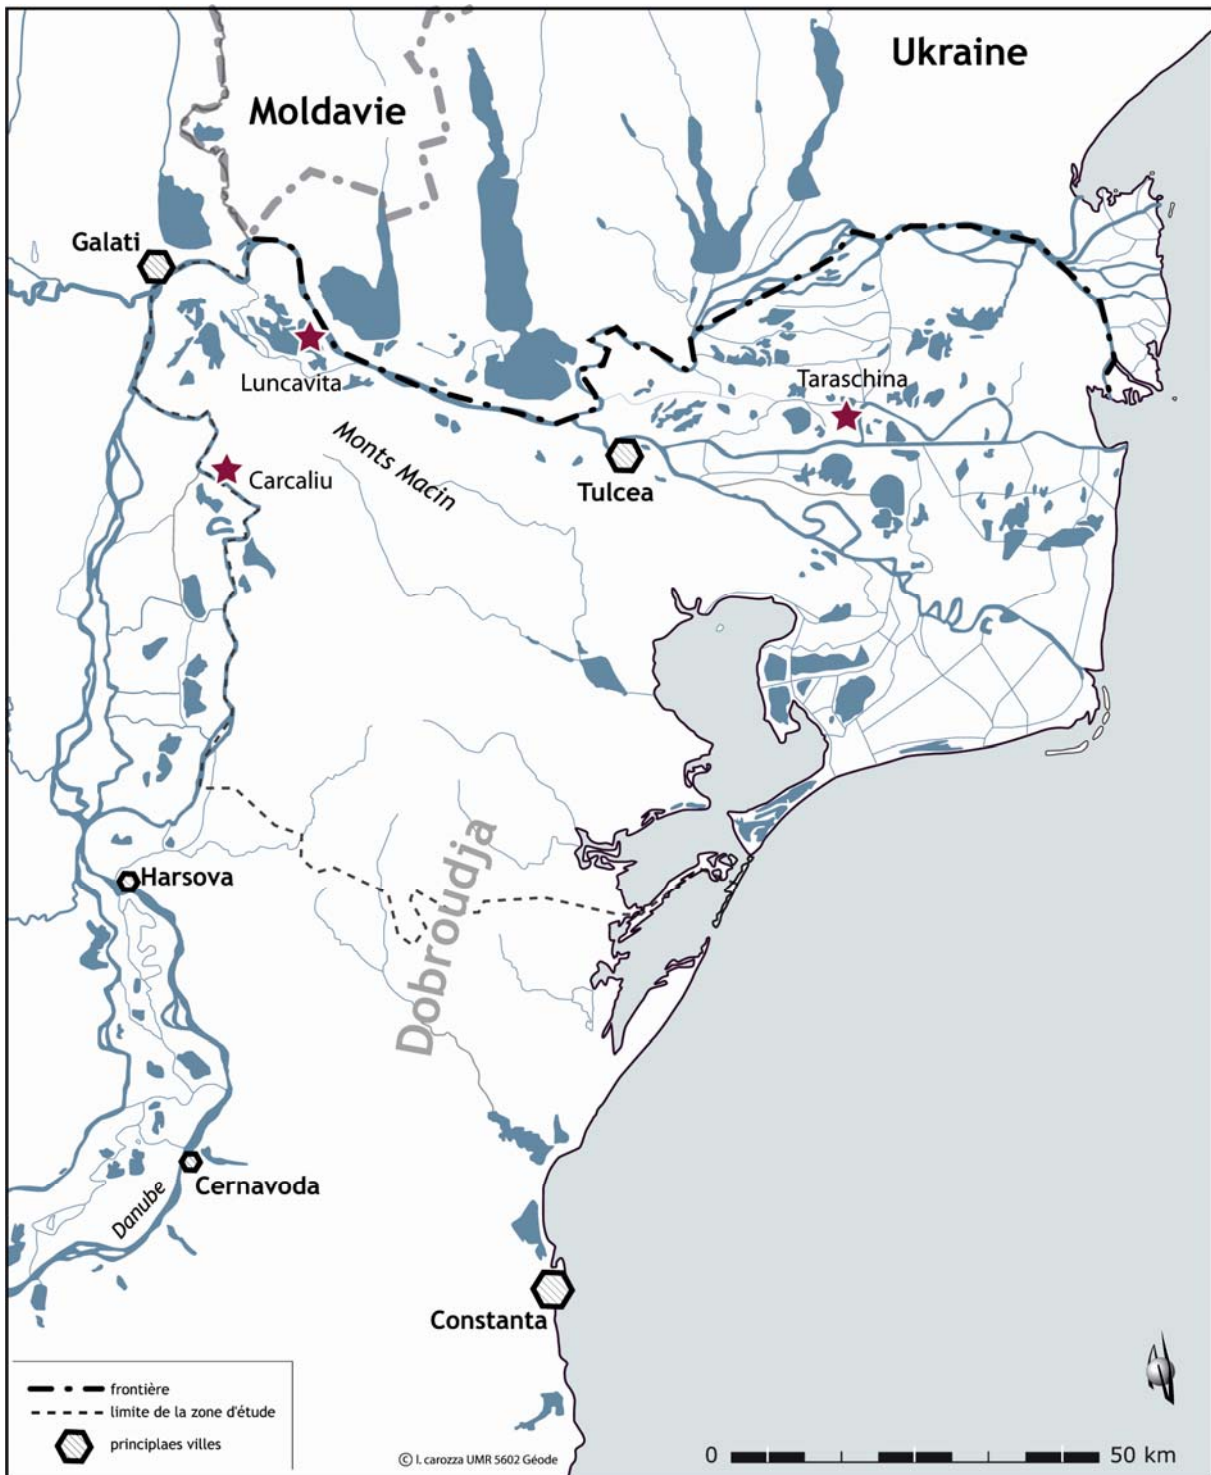 Ukraine
Moldavie
Galati
Luncavita
Taraschina
Monts Macin
Carcaliu
Tulcea
Dobroudja
Harsova
Cernavoda
Danube
Constanta
frontière
limite de la zone d'étude
principlaes villes
© l. carozza UMR 5602 Géode
0 50 km